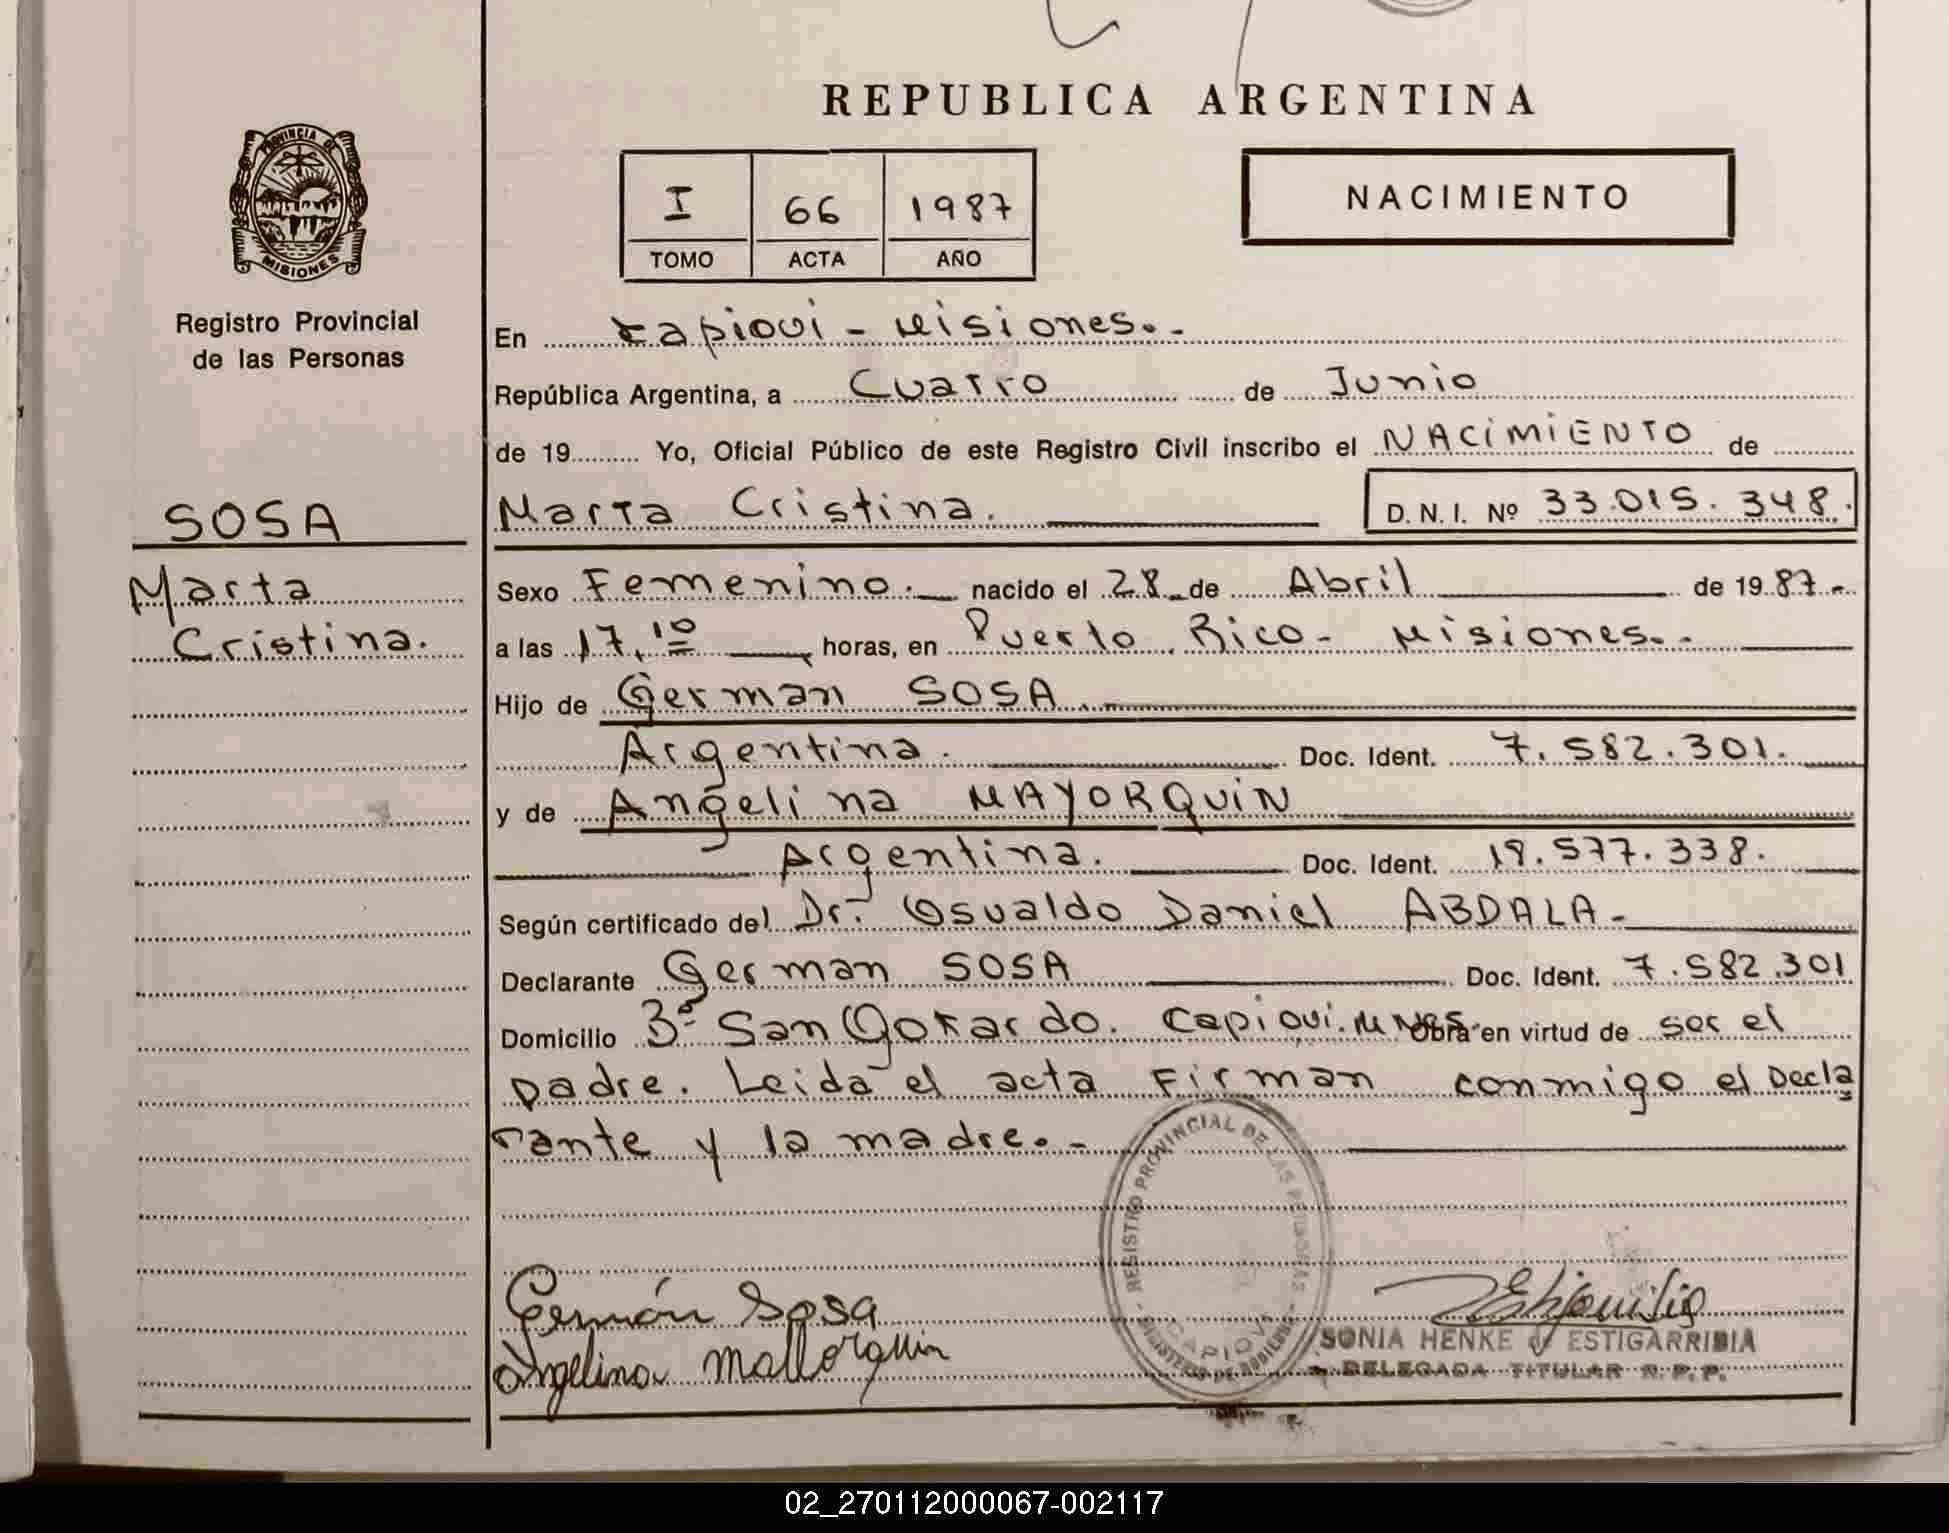 REPUBLICA ARGENTINA
PROVINCIA DE
MISIONES
Registro Provincial
de las Personas
I 66 1987
TOMO ACTA AÑO
NACIMIENTO
En Capiovi - Misiones.-
República Argentina, a Cuatro de Junio
de 19 Yo, Oficial Público de este Registro Civil inscribo el NACIMIENTO de
SOSA
Marta
Cristina.
Marta Cristina. D. N. I. Nº 33.015.348.
Sexo Femenino. nacido el 28 de Abril de 1987.-
a las 17,10 horas, en Puerto Rico - Misiones.-
Hijo de German SOSA.
Argentina. Doc. Ident. 7.582.301.
y de Angelina MAYORQUIN
Argentina. Doc. Ident. 18.577.338.
Según certificado del Dr. Osvaldo Daniel ABDALA-
Declarante German SOSA Doc. Ident. 7.582.301
Domicilio 3º San Gotardo. Capiovi. Mnes Obra en virtud de ser el
padre. Leida el acta Firman conmigo el Decla
rante y la madre.-
REGISTRO PROVINCIAL DE LAS PERSONAS
CAPIOVI
Germán Sosa
Angelina Mallorquin
SONIA HENKE de ESTIGARRIBIA
DELEGADA TITULAR R.P.P.
02_270112000067-002117